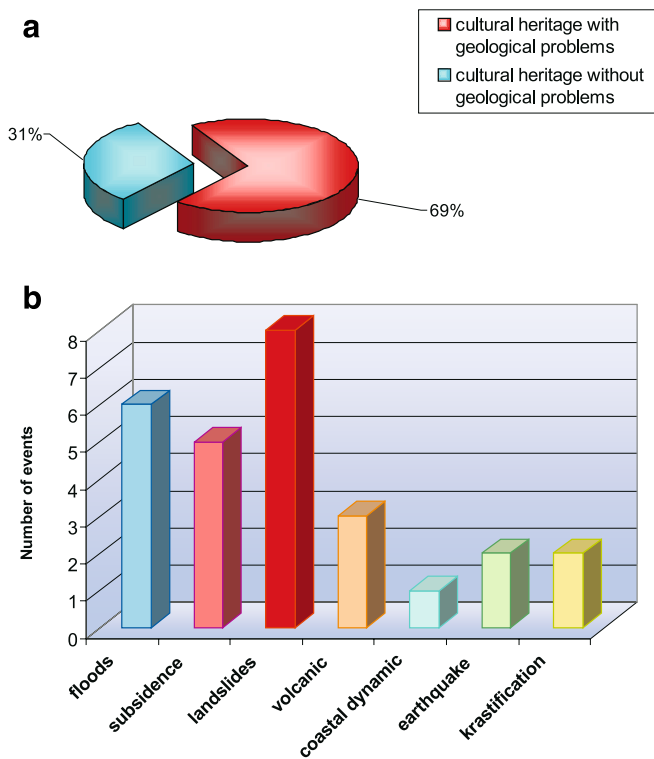 a
cultural heritage with
geological problems
cultural heritage without
geological problems
31%
69%
b
Number of events
8
7
6
5
4
3
2
1
0
floods
subsidence
landslides
volcanic
coastal dynamic
earthquake
krastification